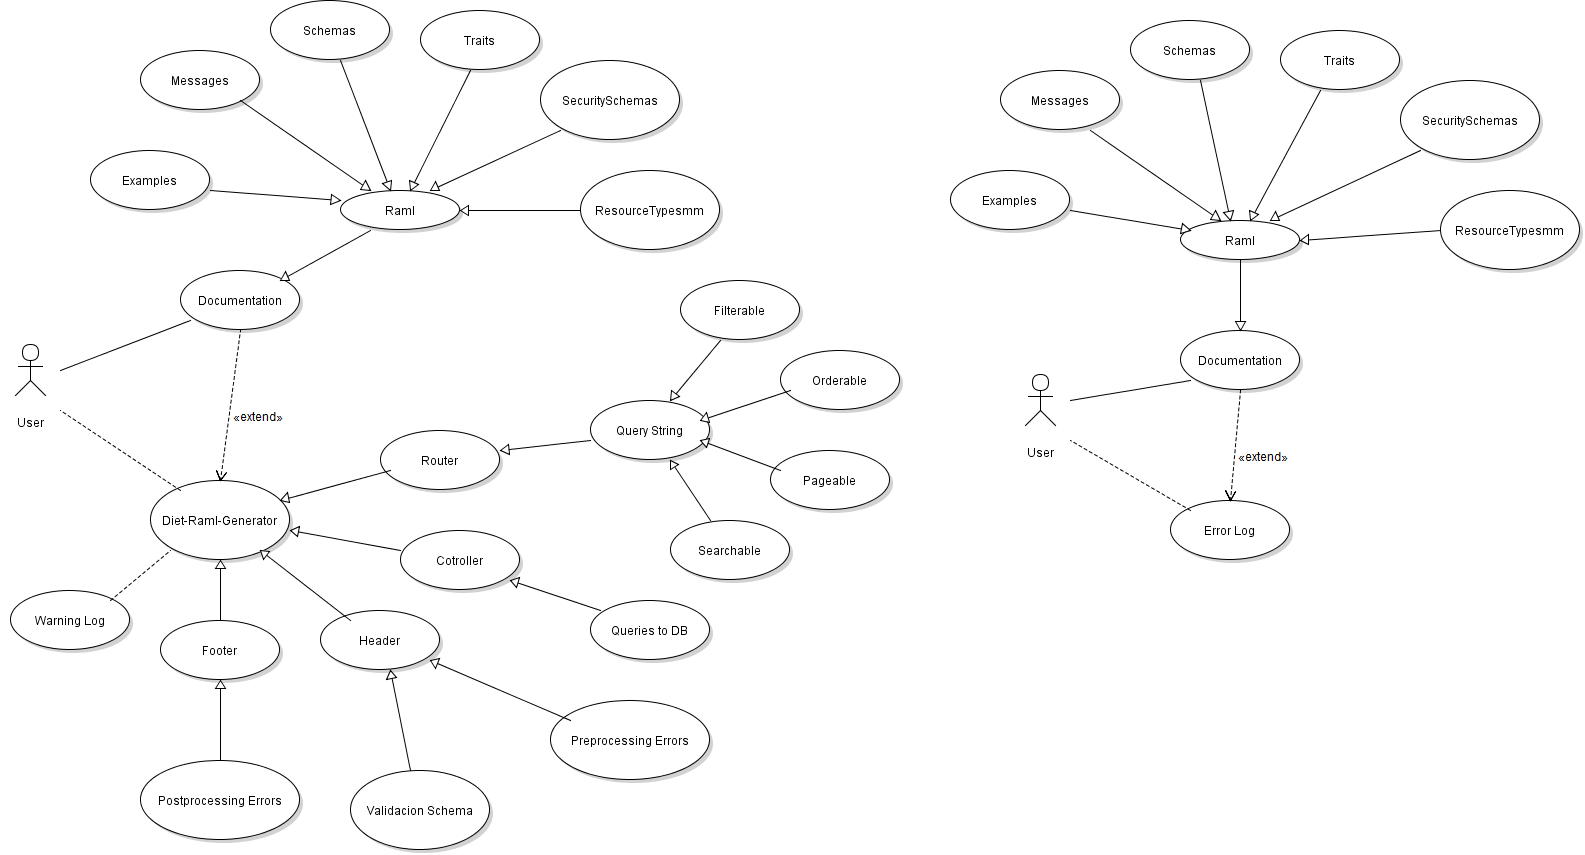 Schemas
Traits
Messages
SecuritySchemas
Examples
Raml
ResourceTypesmm
Documentation
Filterable
Orderable
User
«extend»
Query String
Router
Pageable
Diet-Raml-Generator
Searchable
Cotroller
Warning Log
Queries to DB
Footer
Header
Preprocessing Errors
Postprocessing Errors
Validacion Schema
Schemas
Traits
Messages
SecuritySchemas
Examples
Raml
ResourceTypesmm
Documentation
User
«extend»
Error Log